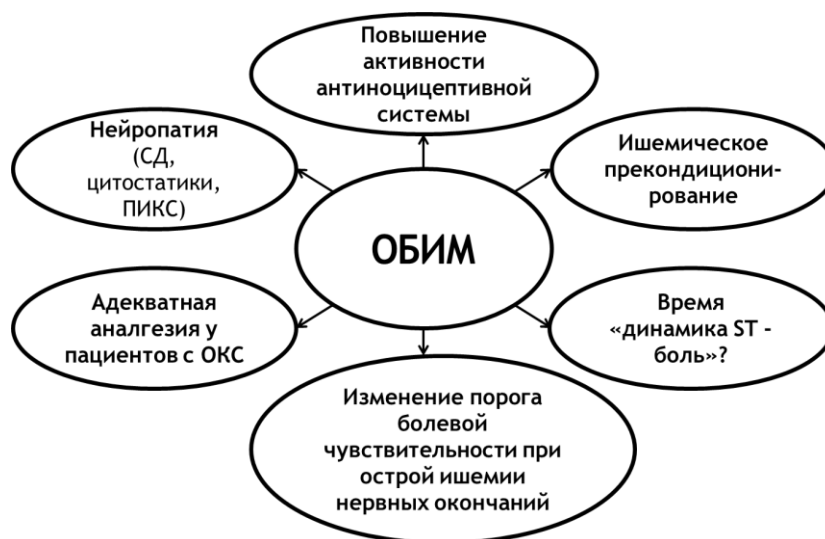 Повышение
активности
антиноцицептивной
системы
Нейропатия
(СД,
цитостатики,
ПИКС)
Ишемическое
прекондициони-
рование
ОБИМ
Адекватная
аналгезия у
пациентов с ОКС
Время
«динамика ST -
боль»?
Изменение порога
болевой
чувствительности при
острой ишемии
нервных окончаний